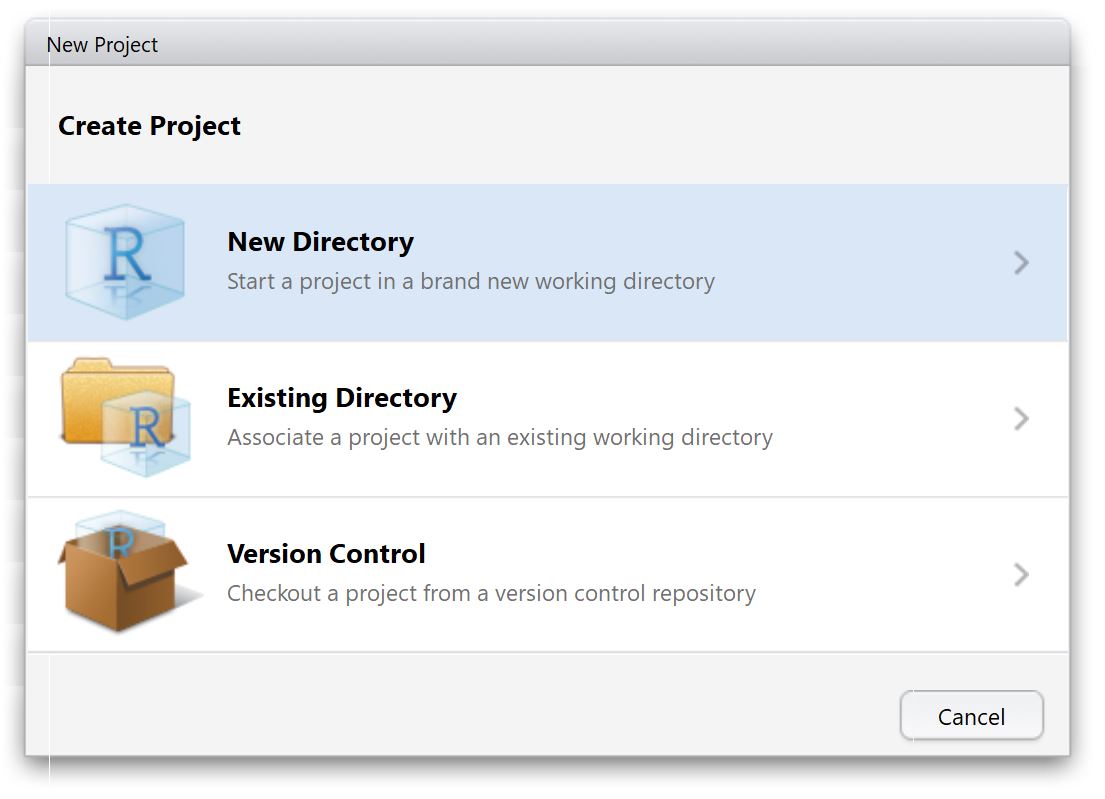 New Project
Create Project
R
New Directory
Start a project in a brand new working directory
R
Existing Directory
Associate a project with an existing working directory
R
Version Control
Checkout a project from a version control repository
Cancel